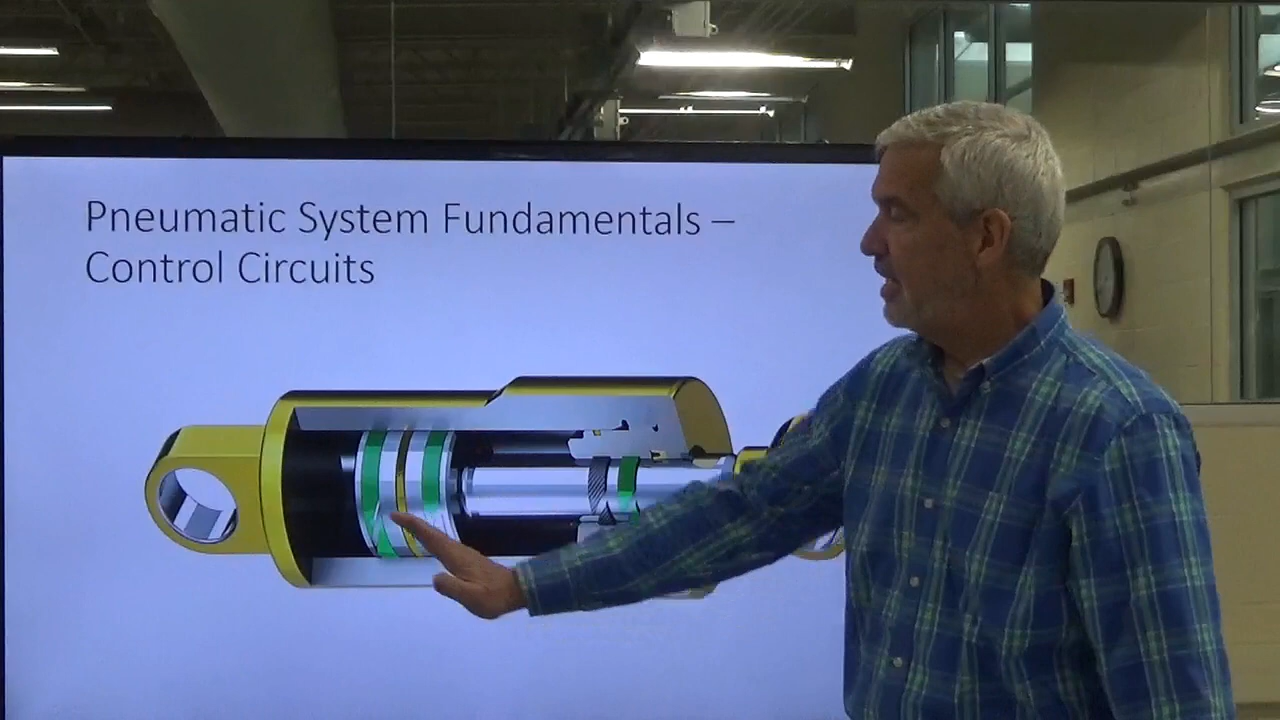 Pneumatic System Fundamentals –
Control Circuits